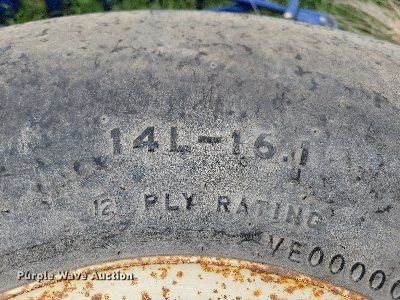 14L-16.1
12 PLY RATING
VE00000
Purple Wave Auction